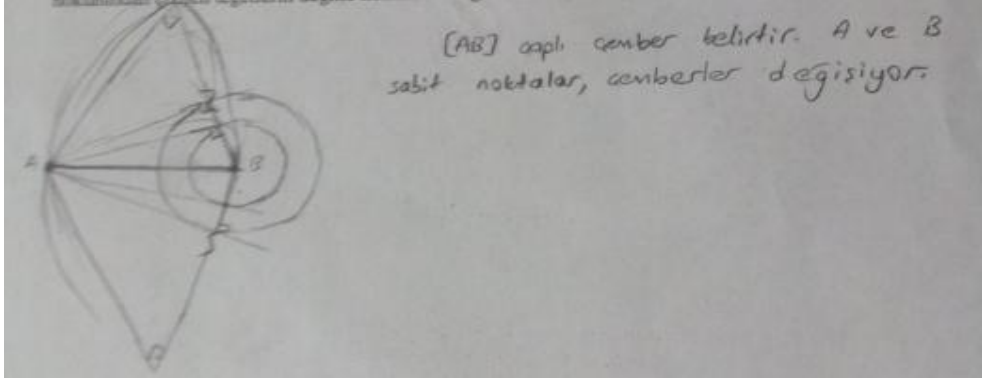 [AB] çaplı çember belirtir. A ve B
sabit noktalar, çemberler değişiyor.
A
B